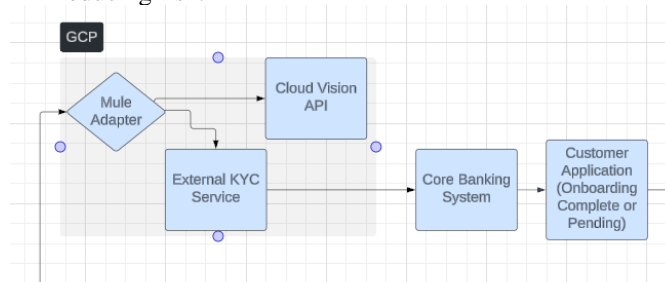 GCP
Mule
Adapter
Cloud Vision
API
External KYC
Service
Core Banking
System
Customer
Application
(Onboarding
Complete or
Pending)